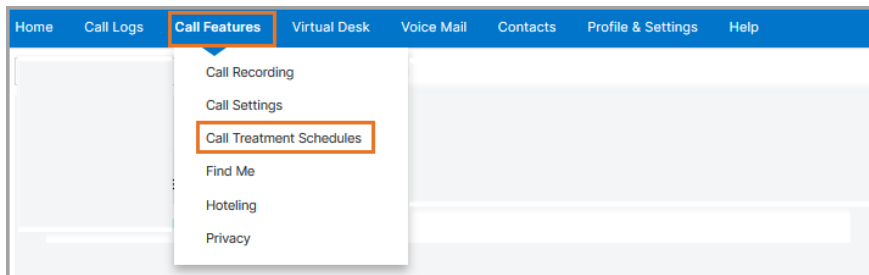 Home Call Logs Call Features Virtual Desk Voice Mail Contacts Profile & Settings Help
Call Recording
Call Settings
Call Treatment Schedules
Find Me
Hoteling
Privacy